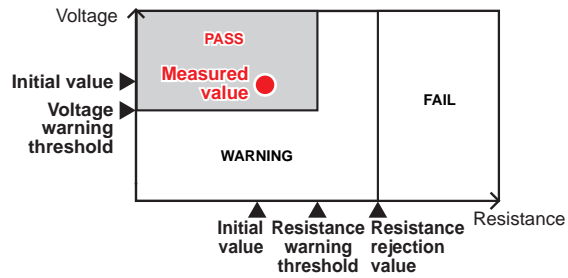 Voltage
PASS
Initial value
Measured
value
Voltage
warning
threshold
FAIL
WARNING
Resistance
Initial
value
Resistance
warning
threshold
Resistance
rejection
value